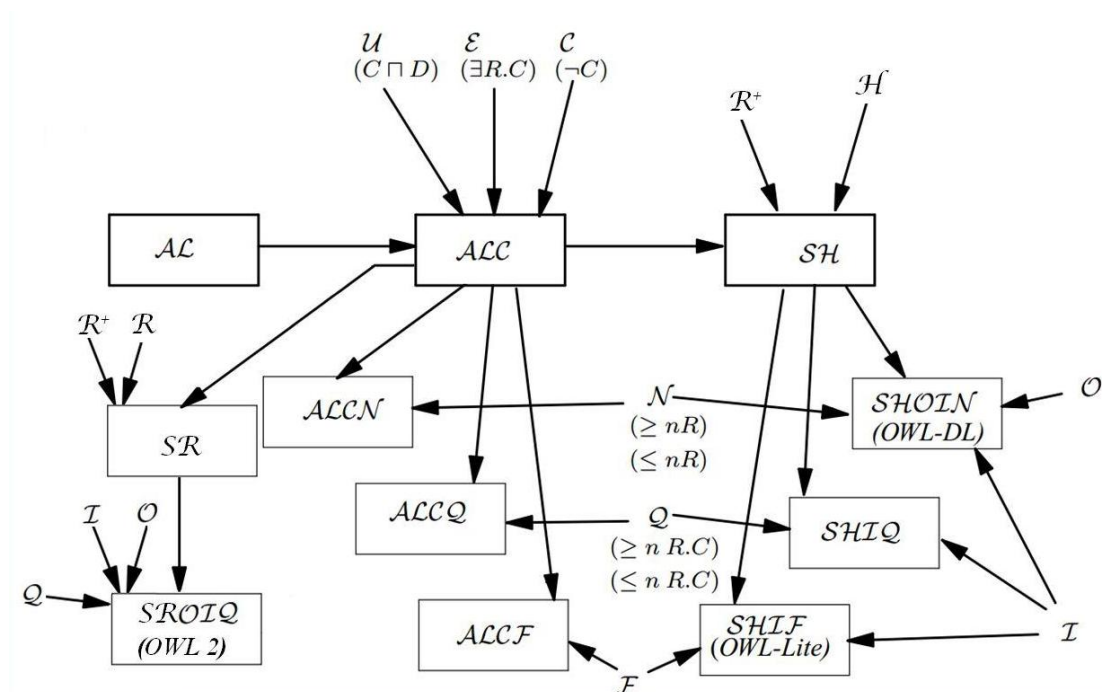 𝒰 ℰ 𝒞
(C ⊓ D) (∃R.C) (¬C)
ℛ⁺ ℋ
𝒜ℒ 𝒜ℒ𝒞 𝒮ℋ
ℛ⁺ ℛ
𝒜ℒ𝒞𝒩 𝒩 𝒮ℋ𝒪ℐ𝒩 𝒪
(≥ nR) (OWL-DL)
𝒮ℛ
(≤ nR)
𝒜ℒ𝒞𝒬 𝒬 𝒮ℋℐ𝒬
ℐ 𝒪
(≥ n R.C)
(≤ n R.C)
𝒬 𝒮ℛ𝒪ℐ𝒬
(OWL 2)
𝒜ℒ𝒞ℱ 𝒮ℋℐℱ ℐ
(OWL-Lite)
ℱ